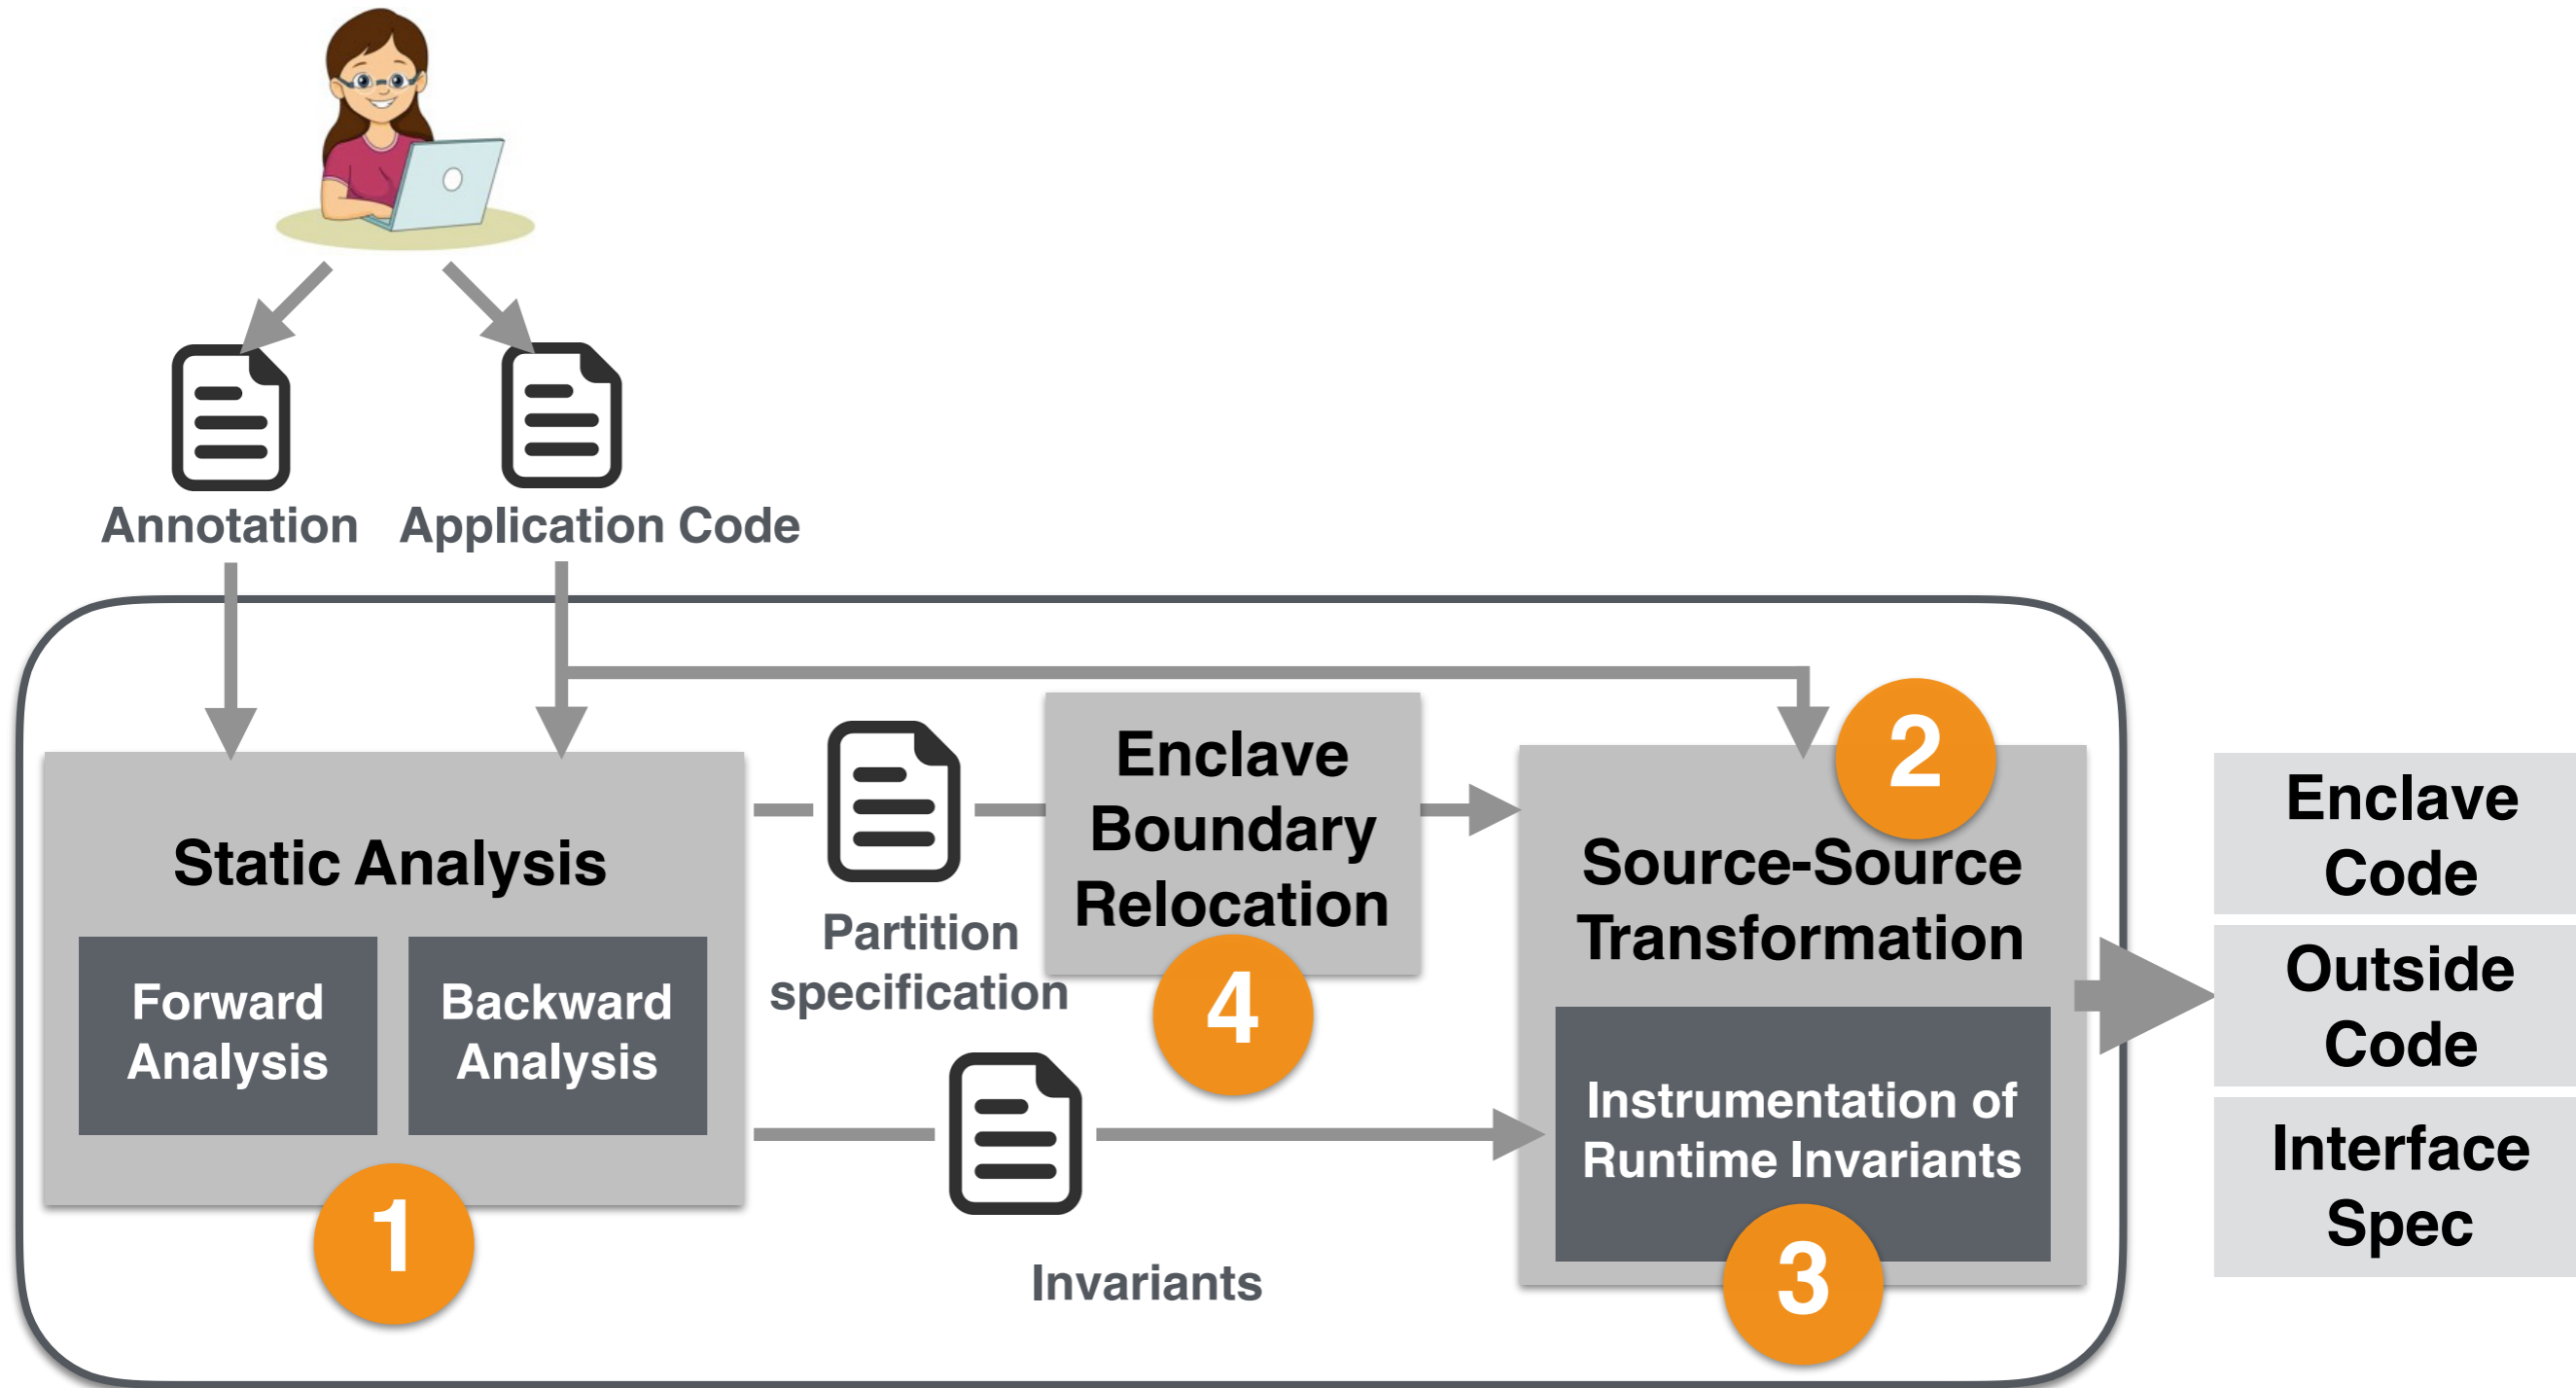 Annotation
Application Code
Static Analysis
Forward
Analysis
Backward
Analysis
1
Partition
specification
Enclave
Boundary
Relocation
4
Invariants
2
Source-Source
Transformation
Instrumentation of
Runtime Invariants
3
Enclave
Code
Outside
Code
Interface
Spec